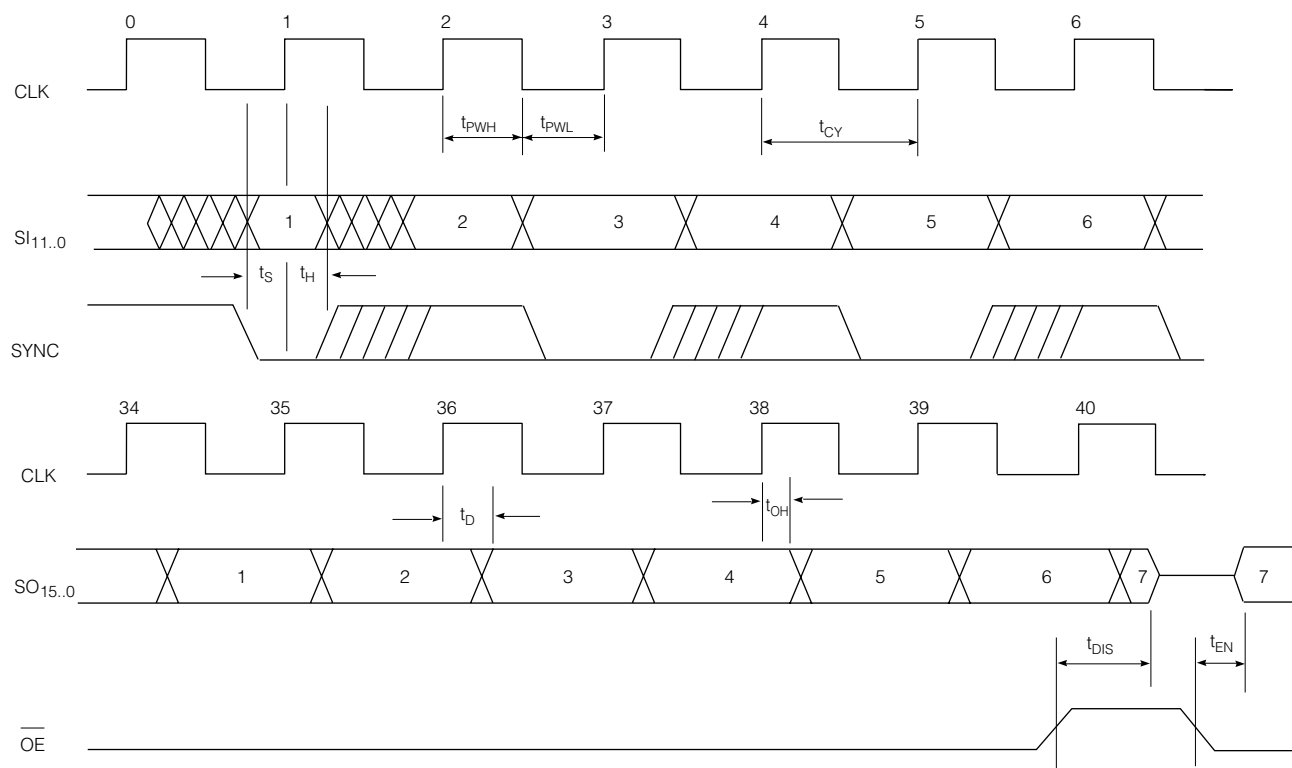 0 1 2 3 4 5 6
CLK
tPWH tPWL tCY
SI11..0 1 2 3 4 5 6
tS tH
SYNC
34 35 36 37 38 39 40
CLK
tD tOH
SO15..0 1 2 3 4 5 6 7 7
tDIS tEN
OE